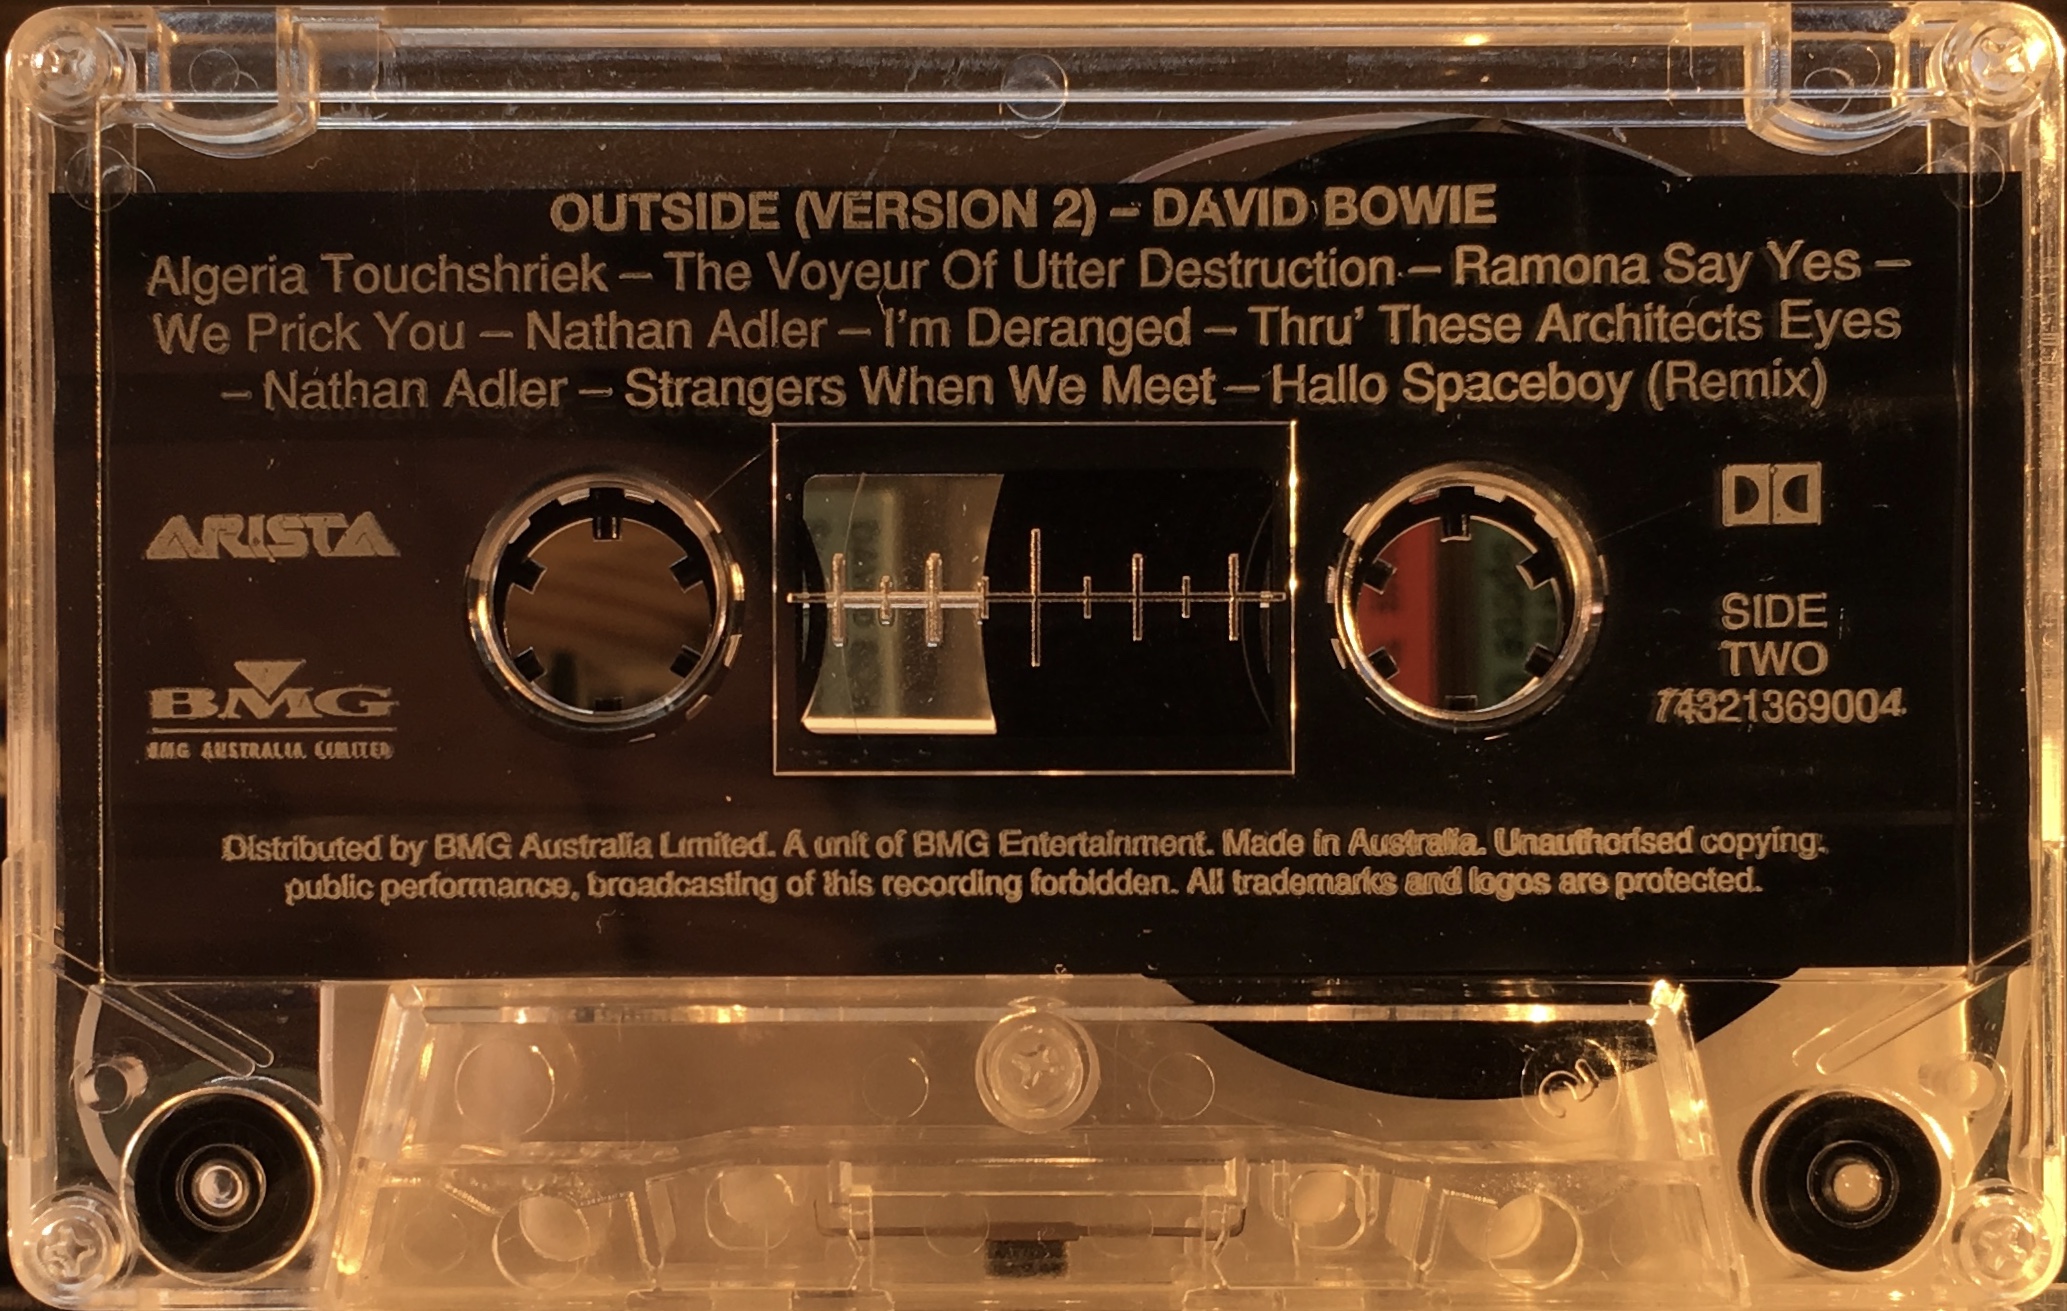 OUTSIDE (VERSION 2) – DAVID BOWIE
Algeria Touchshriek – The Voyeur Of Utter Destruction – Ramona Say Yes –
We Prick You – Nathan Adler – I'm Deranged – Thru' These Architects Eyes
– Nathan Adler – Strangers When We Meet – Hallo Spaceboy (Remix)
ARISTA
BMG
BMG AUSTRALIA LIMITED
SIDE
TWO
74321369004
Distributed by BMG Australia Limited. A unit of BMG Entertainment. Made in Australia. Unauthorised copying,
public performance, broadcasting of this recording forbidden. All trademarks and logos are protected.
2